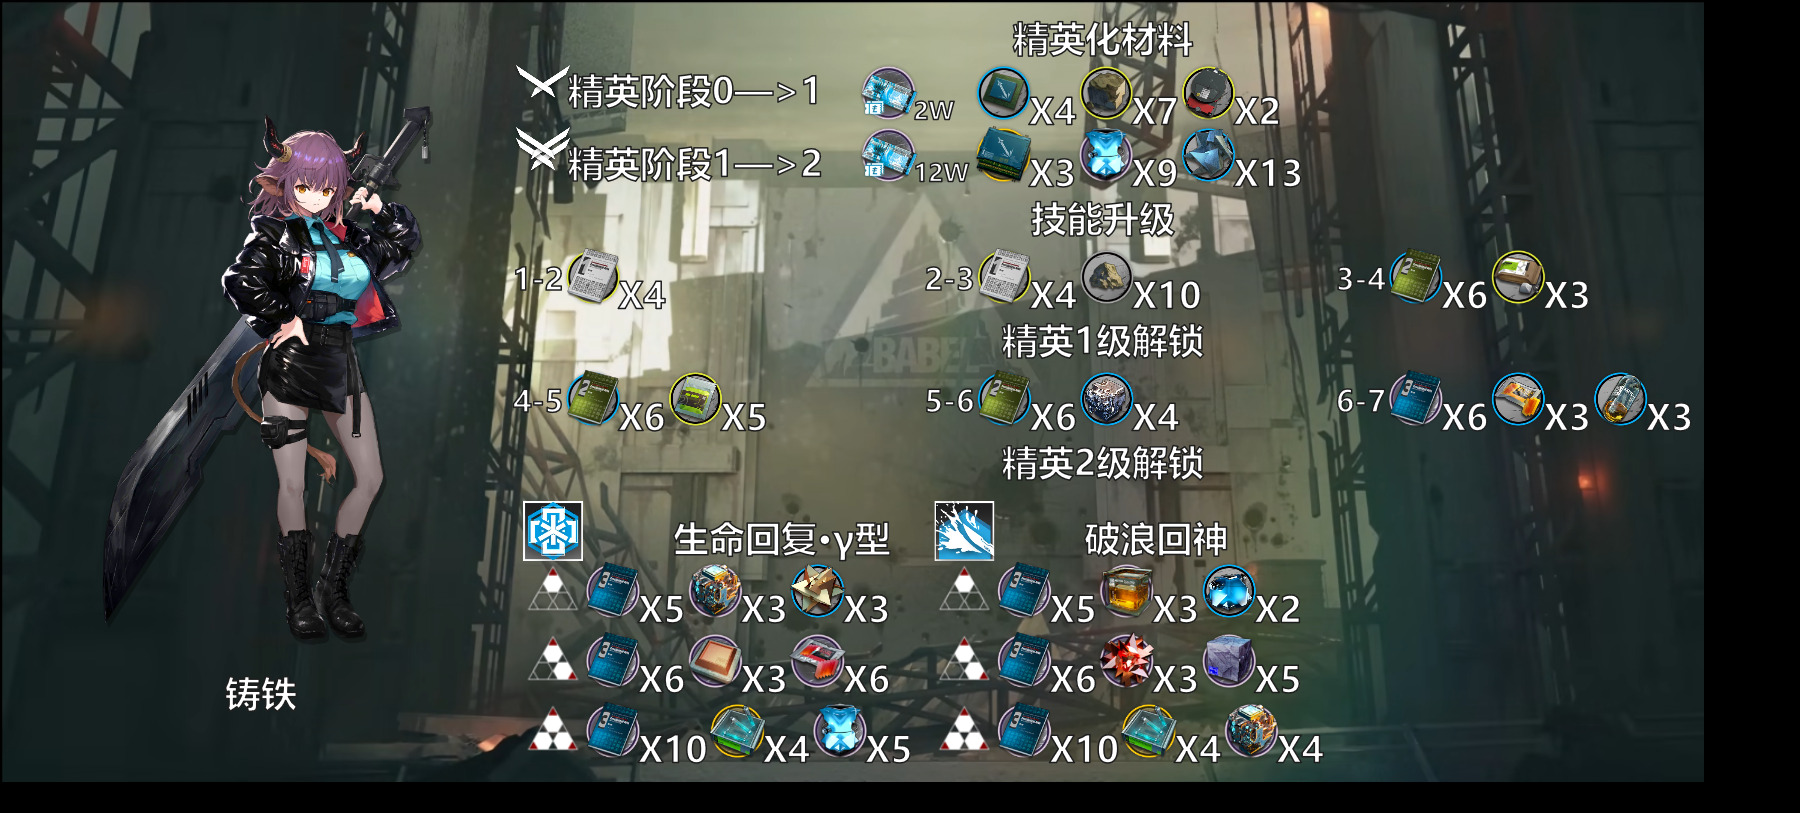 精英化材料
精英阶段0—>1 2W X4 X7 X2
精英阶段1—>2 12W X3 X9 X13
技能升级
1-2 X4 2-3 X4 X10 3-4 X6 X3
精英1级解锁
4-5 X6 X5 5-6 X6 X4 6-7 X6 X3 X3
精英2级解锁
生命回复·γ型 破浪回神
X5 X3 X3 X5 X3 X2
X6 X3 X6 X6 X3 X5
X10 X4 X5 X10 X4 X4
铸铁
BABEL